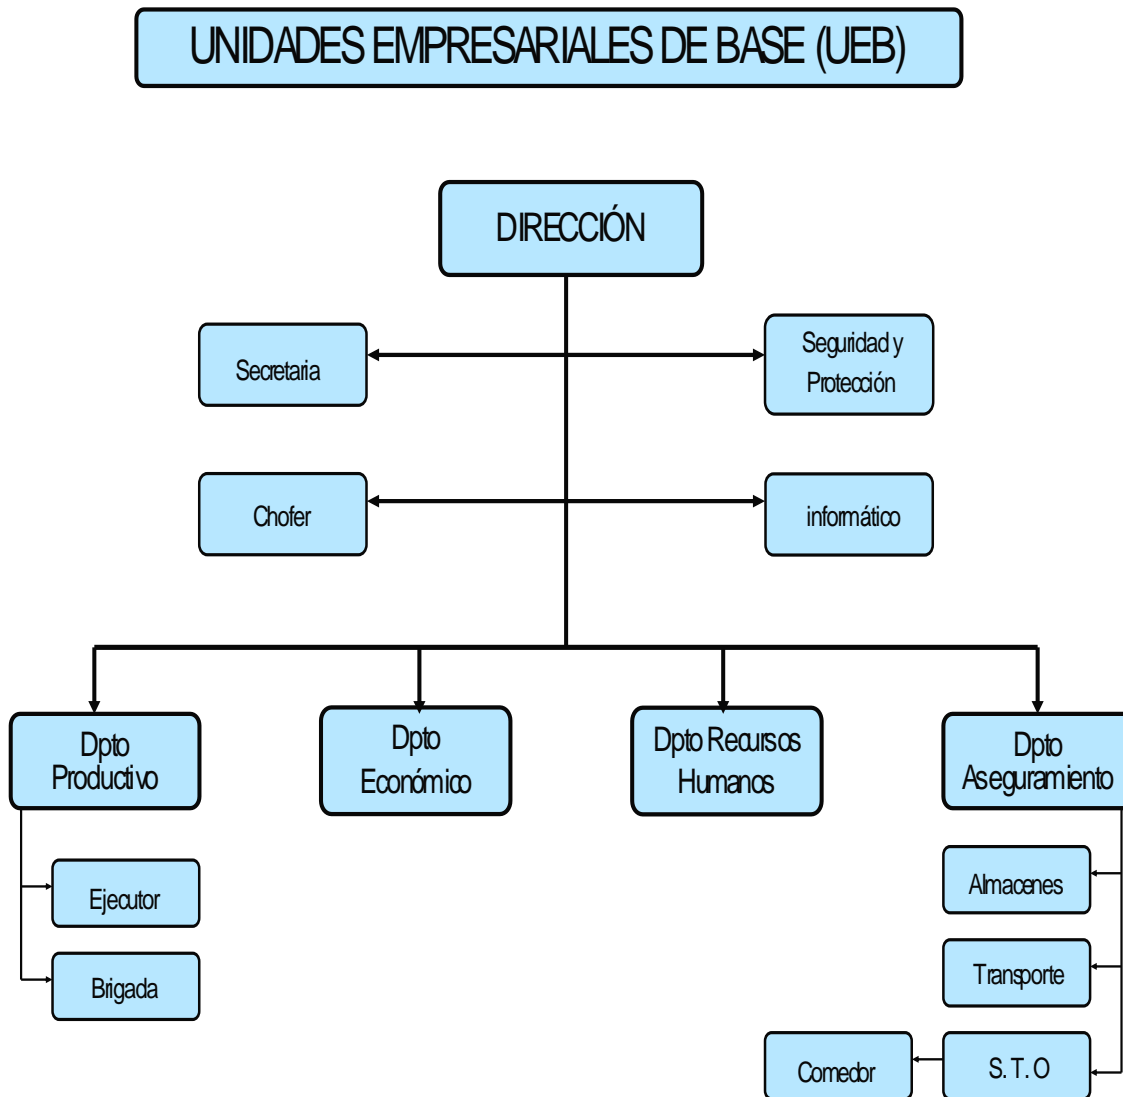 UNIDADES EMPRESARIALES DE BASE (UEB)
DIRECCIÓN
Secretaria
Seguridad y
Protección
Chofer
informático
Dpto
Productivo
Dpto
Económico
Dpto Recursos
Humanos
Dpto
Aseguramiento
Ejecutor
Brigada
Almacenes
Transporte
Comedor
S. T. O